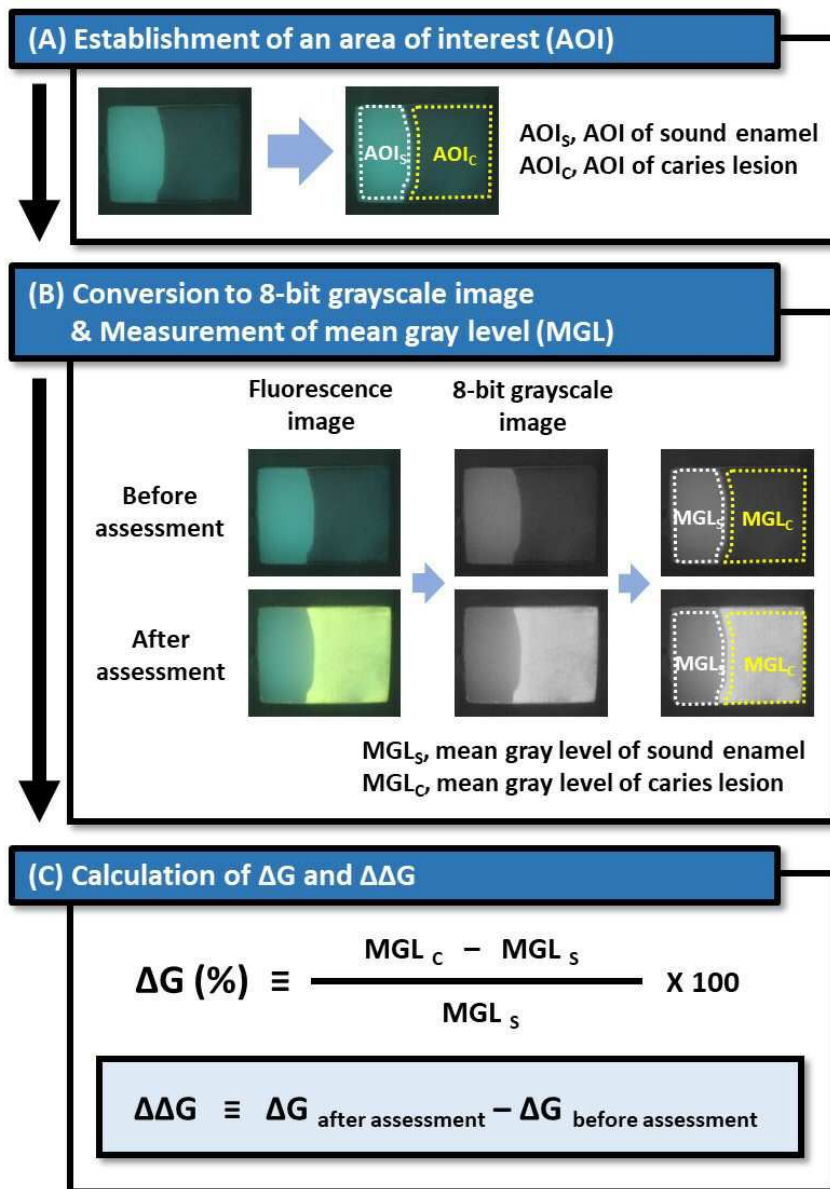 (A) Establishment of an area of interest (AOI)
AOIS
AOIC
AOIS, AOI of sound enamel
AOIC, AOI of caries lesion
(B) Conversion to 8-bit grayscale image
& Measurement of mean gray level (MGL)
Fluorescence
image
8-bit grayscale
image
Before
assessment
MGLS
MGLC
After
assessment
MGLS
MGLC
MGLS, mean gray level of sound enamel
MGLC, mean gray level of caries lesion
(C) Calculation of ΔG and ΔΔG
ΔG (%) ≡
MGL C – MGL S
MGL S
X 100
ΔΔG ≡ ΔG after assessment – ΔG before assessment